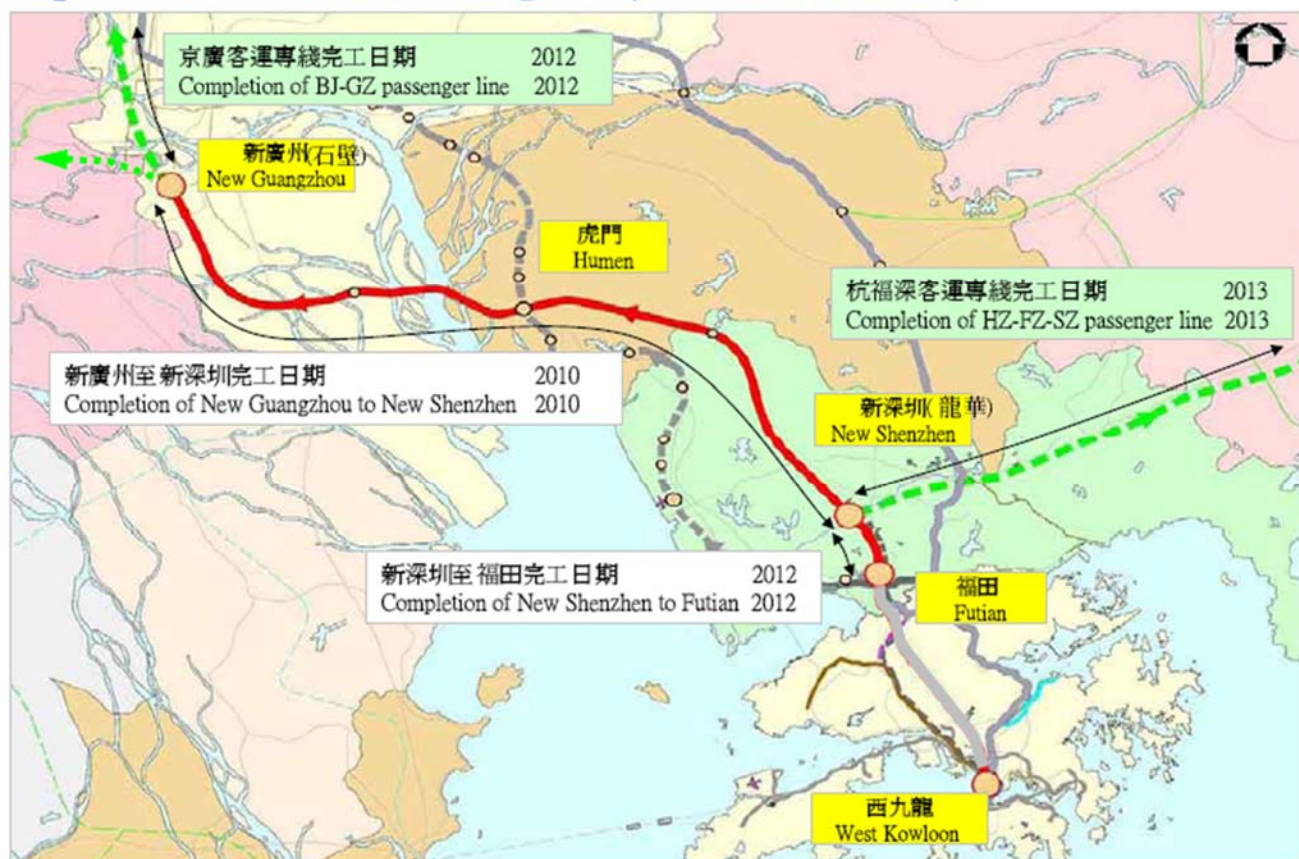 京廣客運專綫完工日期 2012
Completion of BJ-GZ passenger line 2012
新廣州(石壁)
New Guangzhou
虎門
Humen
杭福深客運專綫完工日期 2013
Completion of HZ-FZ-SZ passenger line 2013
新廣州至新深圳完工日期 2010
Completion of New Guangzhou to New Shenzhen 2010
新深圳(龍華)
New Shenzhen
新深圳至福田完工日期 2012
Completion of New Shenzhen to Futian 2012
福田
Futian
西九龍
West Kowloon